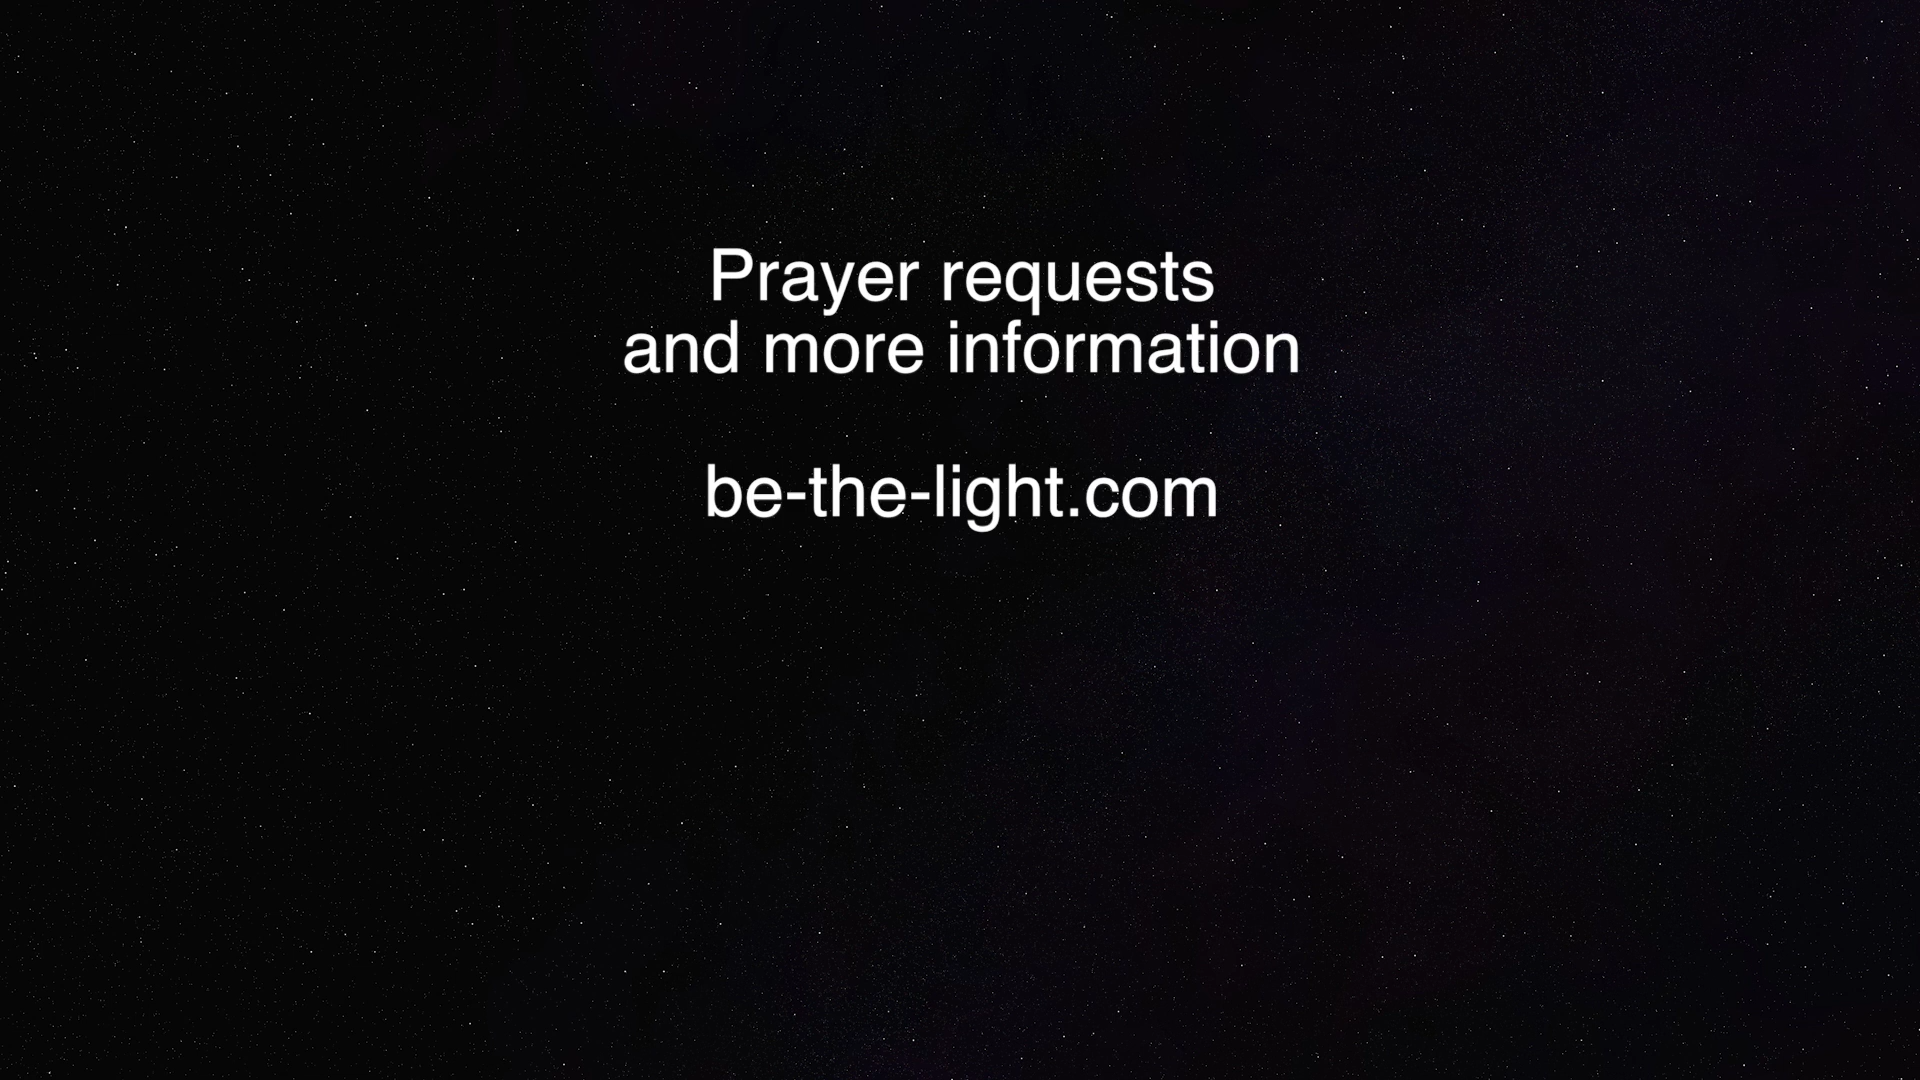 Prayer requests
and more information
be-the-light.com